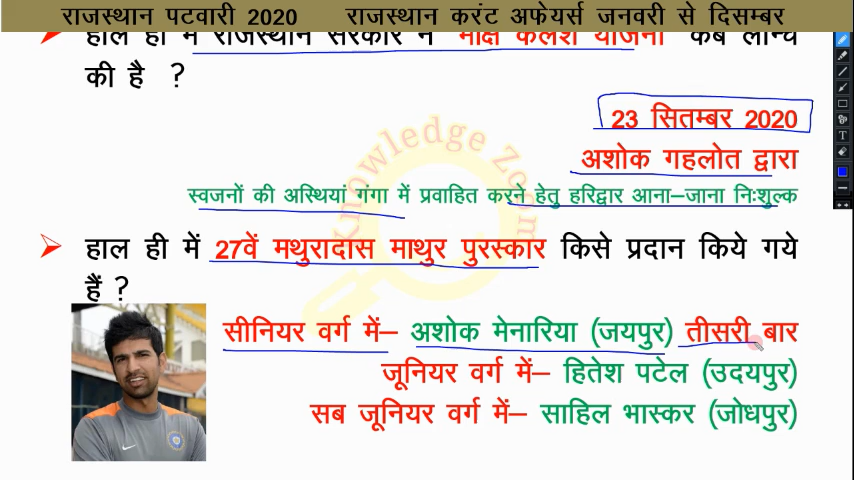 राजस्थान पटवारी 2020 राजस्थान करंट अफेयर्स जनवरी से दिसम्बर
हाल ही में राजस्थान सरकार ने मोक्ष कलश योजना कब लॉन्च
की है ?
23 सितम्बर 2020
अशोक गहलोत द्वारा
स्वजनों की अस्थियां गंगा में प्रवाहित करने हेतु हरिद्वार आना–जाना निःशुल्क
हाल ही में 27वें मथुरादास माथुर पुरस्कार किसे प्रदान किये गये
हैं ?
सीनियर वर्ग में– अशोक मेनारिया (जयपुर) तीसरी बार
जूनियर वर्ग में– हितेश पटेल (उदयपुर)
सब जूनियर वर्ग में– साहिल भास्कर (जोधपुर)
Knowledge Zoom